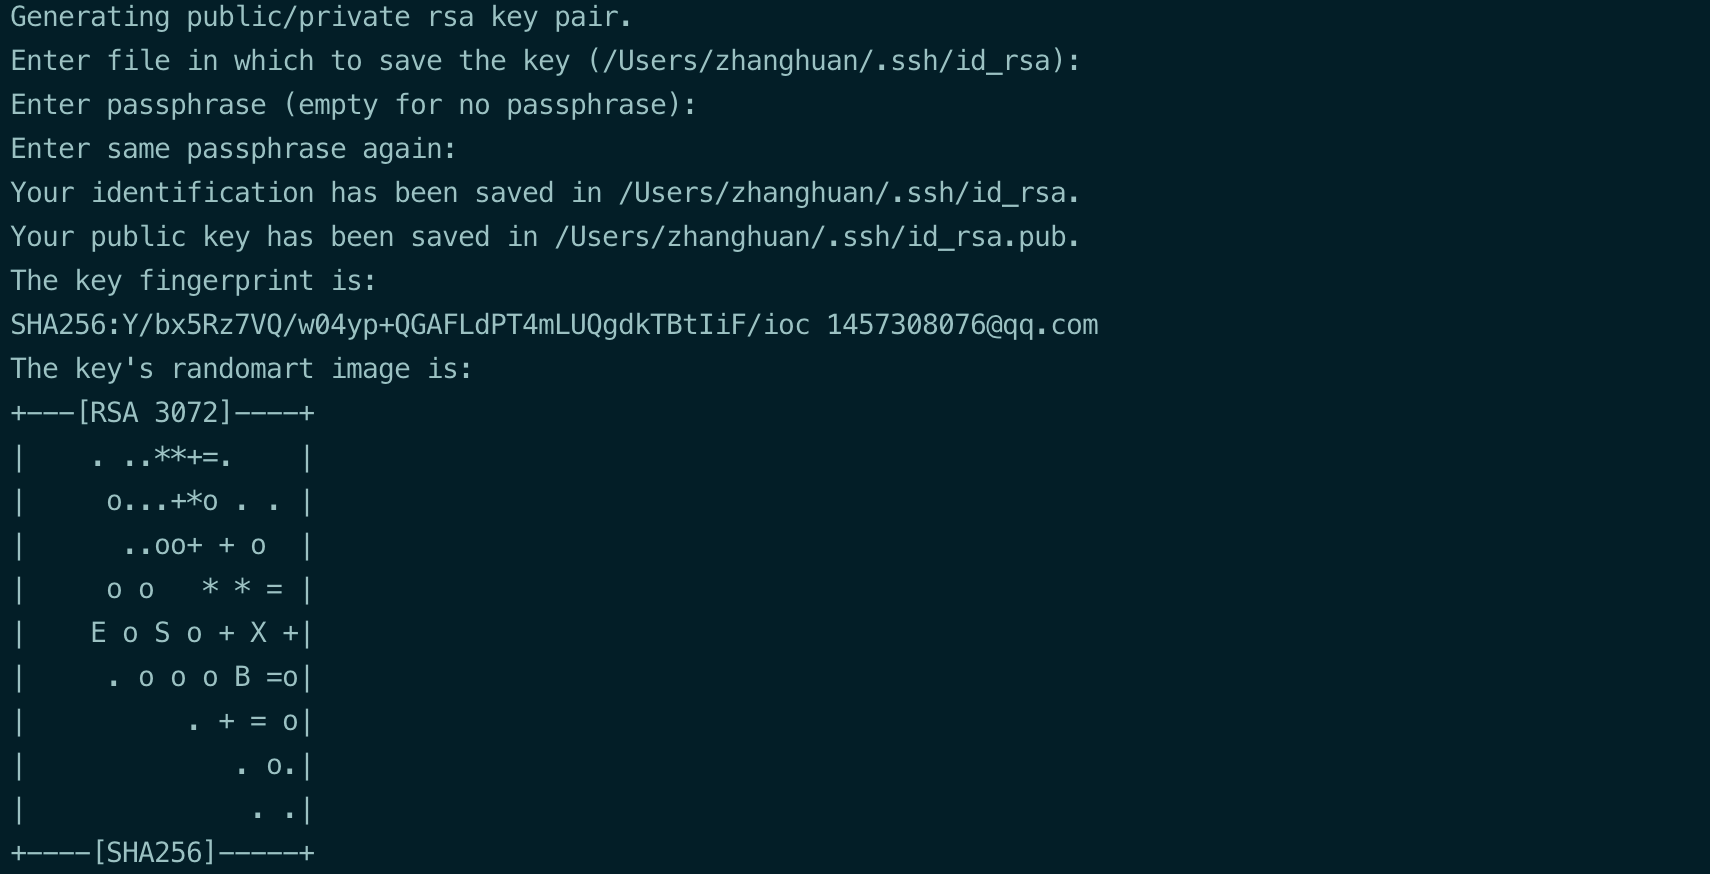 Generating public/private rsa key pair.
Enter file in which to save the key (/Users/zhanghuan/.ssh/id_rsa):
Enter passphrase (empty for no passphrase):
Enter same passphrase again:
Your identification has been saved in /Users/zhanghuan/.ssh/id_rsa.
Your public key has been saved in /Users/zhanghuan/.ssh/id_rsa.pub.
The key fingerprint is:
SHA256:Y/bx5Rz7VQ/w04yp+QGAFLdPT4mLUQgdkTBtIiF/ioc 1457308076@qq.com
The key's randomart image is:
+---[RSA 3072]----+
|    . ..**+=.    |
|     o...+*o . . |
|      ..oo+ + o  |
|     o o   * * = |
|    E o S o + X +|
|     . o o o B =o|
|          . + = o|
|             . o.|
|              . .|
+----[SHA256]-----+